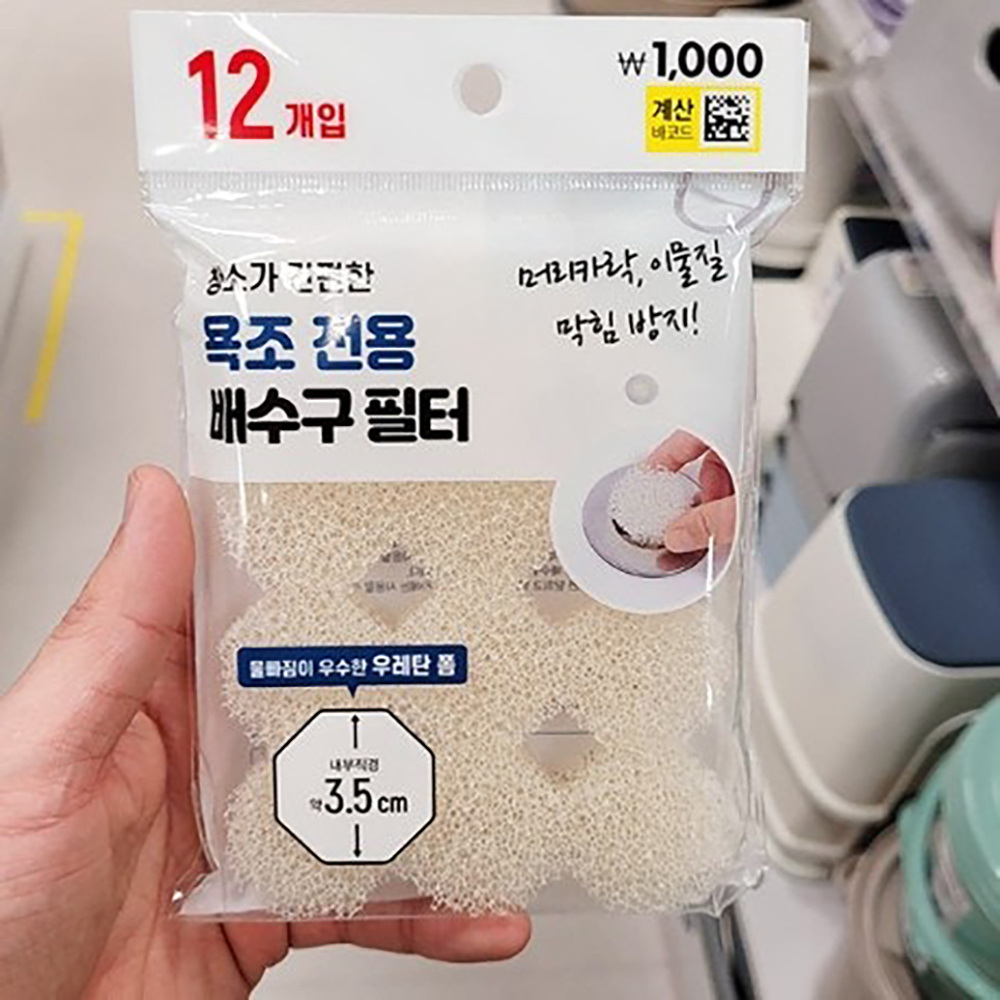 12 개입
₩1,000
계산
바코드
청소가 간편한
욕조 전용
배수구 필터
머리카락, 이물질
막힘 방지!
물빠짐이 우수한 우레탄 폼
내부직경
약 3.5 cm